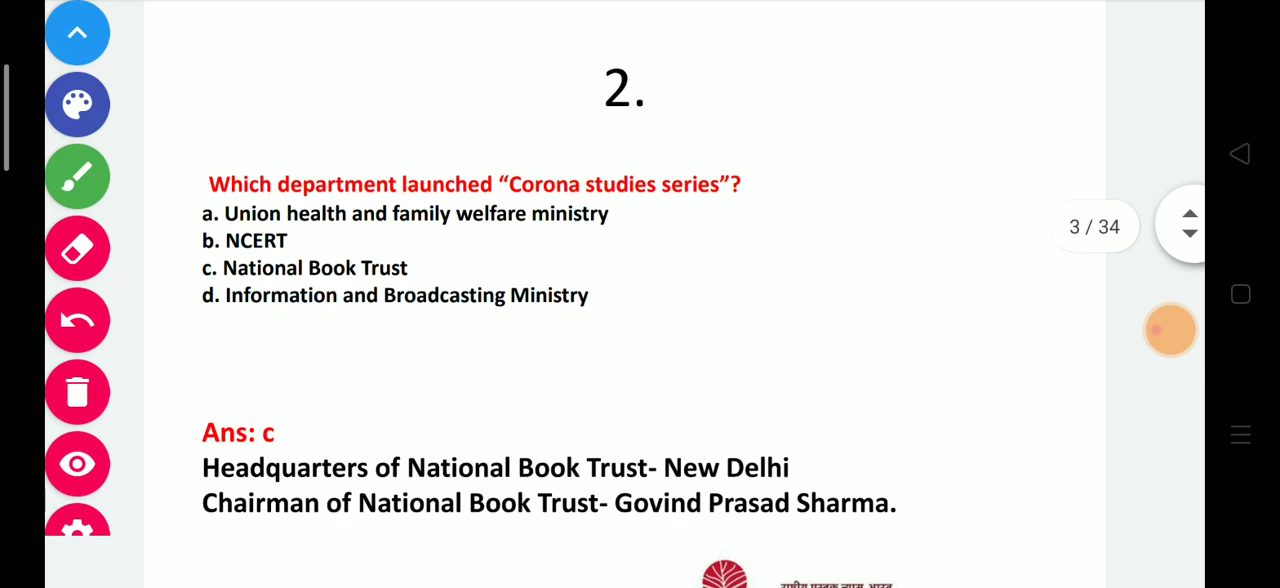 2.
Which department launched “Corona studies series”?
a. Union health and family welfare ministry
b. NCERT
c. National Book Trust
d. Information and Broadcasting Ministry
3 / 34
Ans: c
Headquarters of National Book Trust- New Delhi
Chairman of National Book Trust- Govind Prasad Sharma.